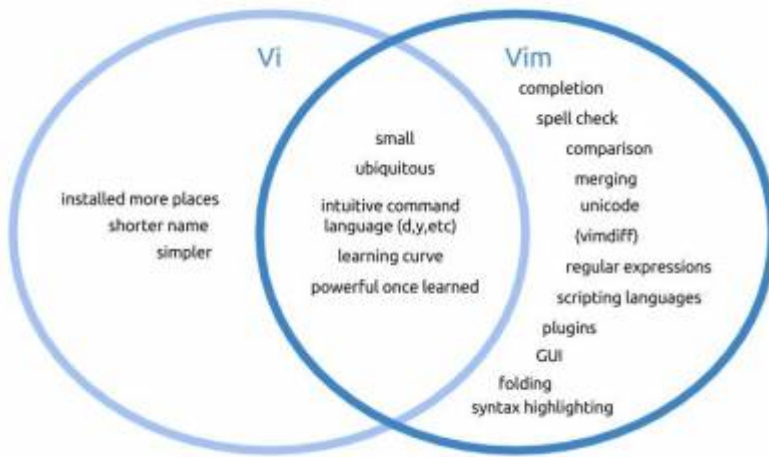 Vi
installed more places
shorter name
simpler
small
ubiquitous
intuitive command
language (d,y,etc)
learning curve
powerful once learned
Vim
completion
spell check
comparison
merging
unicode
(vimdiff)
regular expressions
scripting languages
plugins
GUI
folding
syntax highlighting